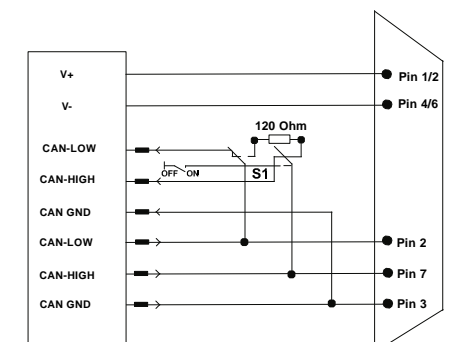 V+
Pin 1/2
V-
Pin 4/6
120 Ohm
CAN-LOW
OFF ON
S1
CAN-HIGH
CAN GND
CAN-LOW
Pin 2
CAN-HIGH
Pin 7
CAN GND
Pin 3